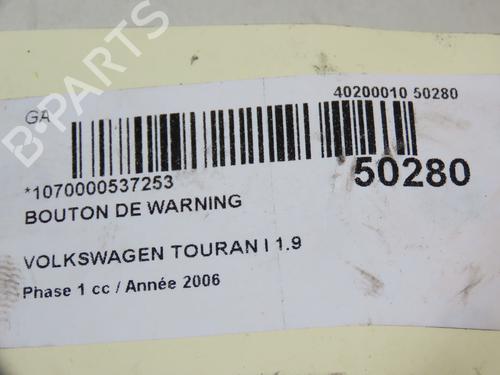 B-PARTS
GA
40200010 50280
*1070000537253
50280
BOUTON DE WARNING
VOLKSWAGEN TOURAN I 1.9
Phase 1 cc / Année 2006